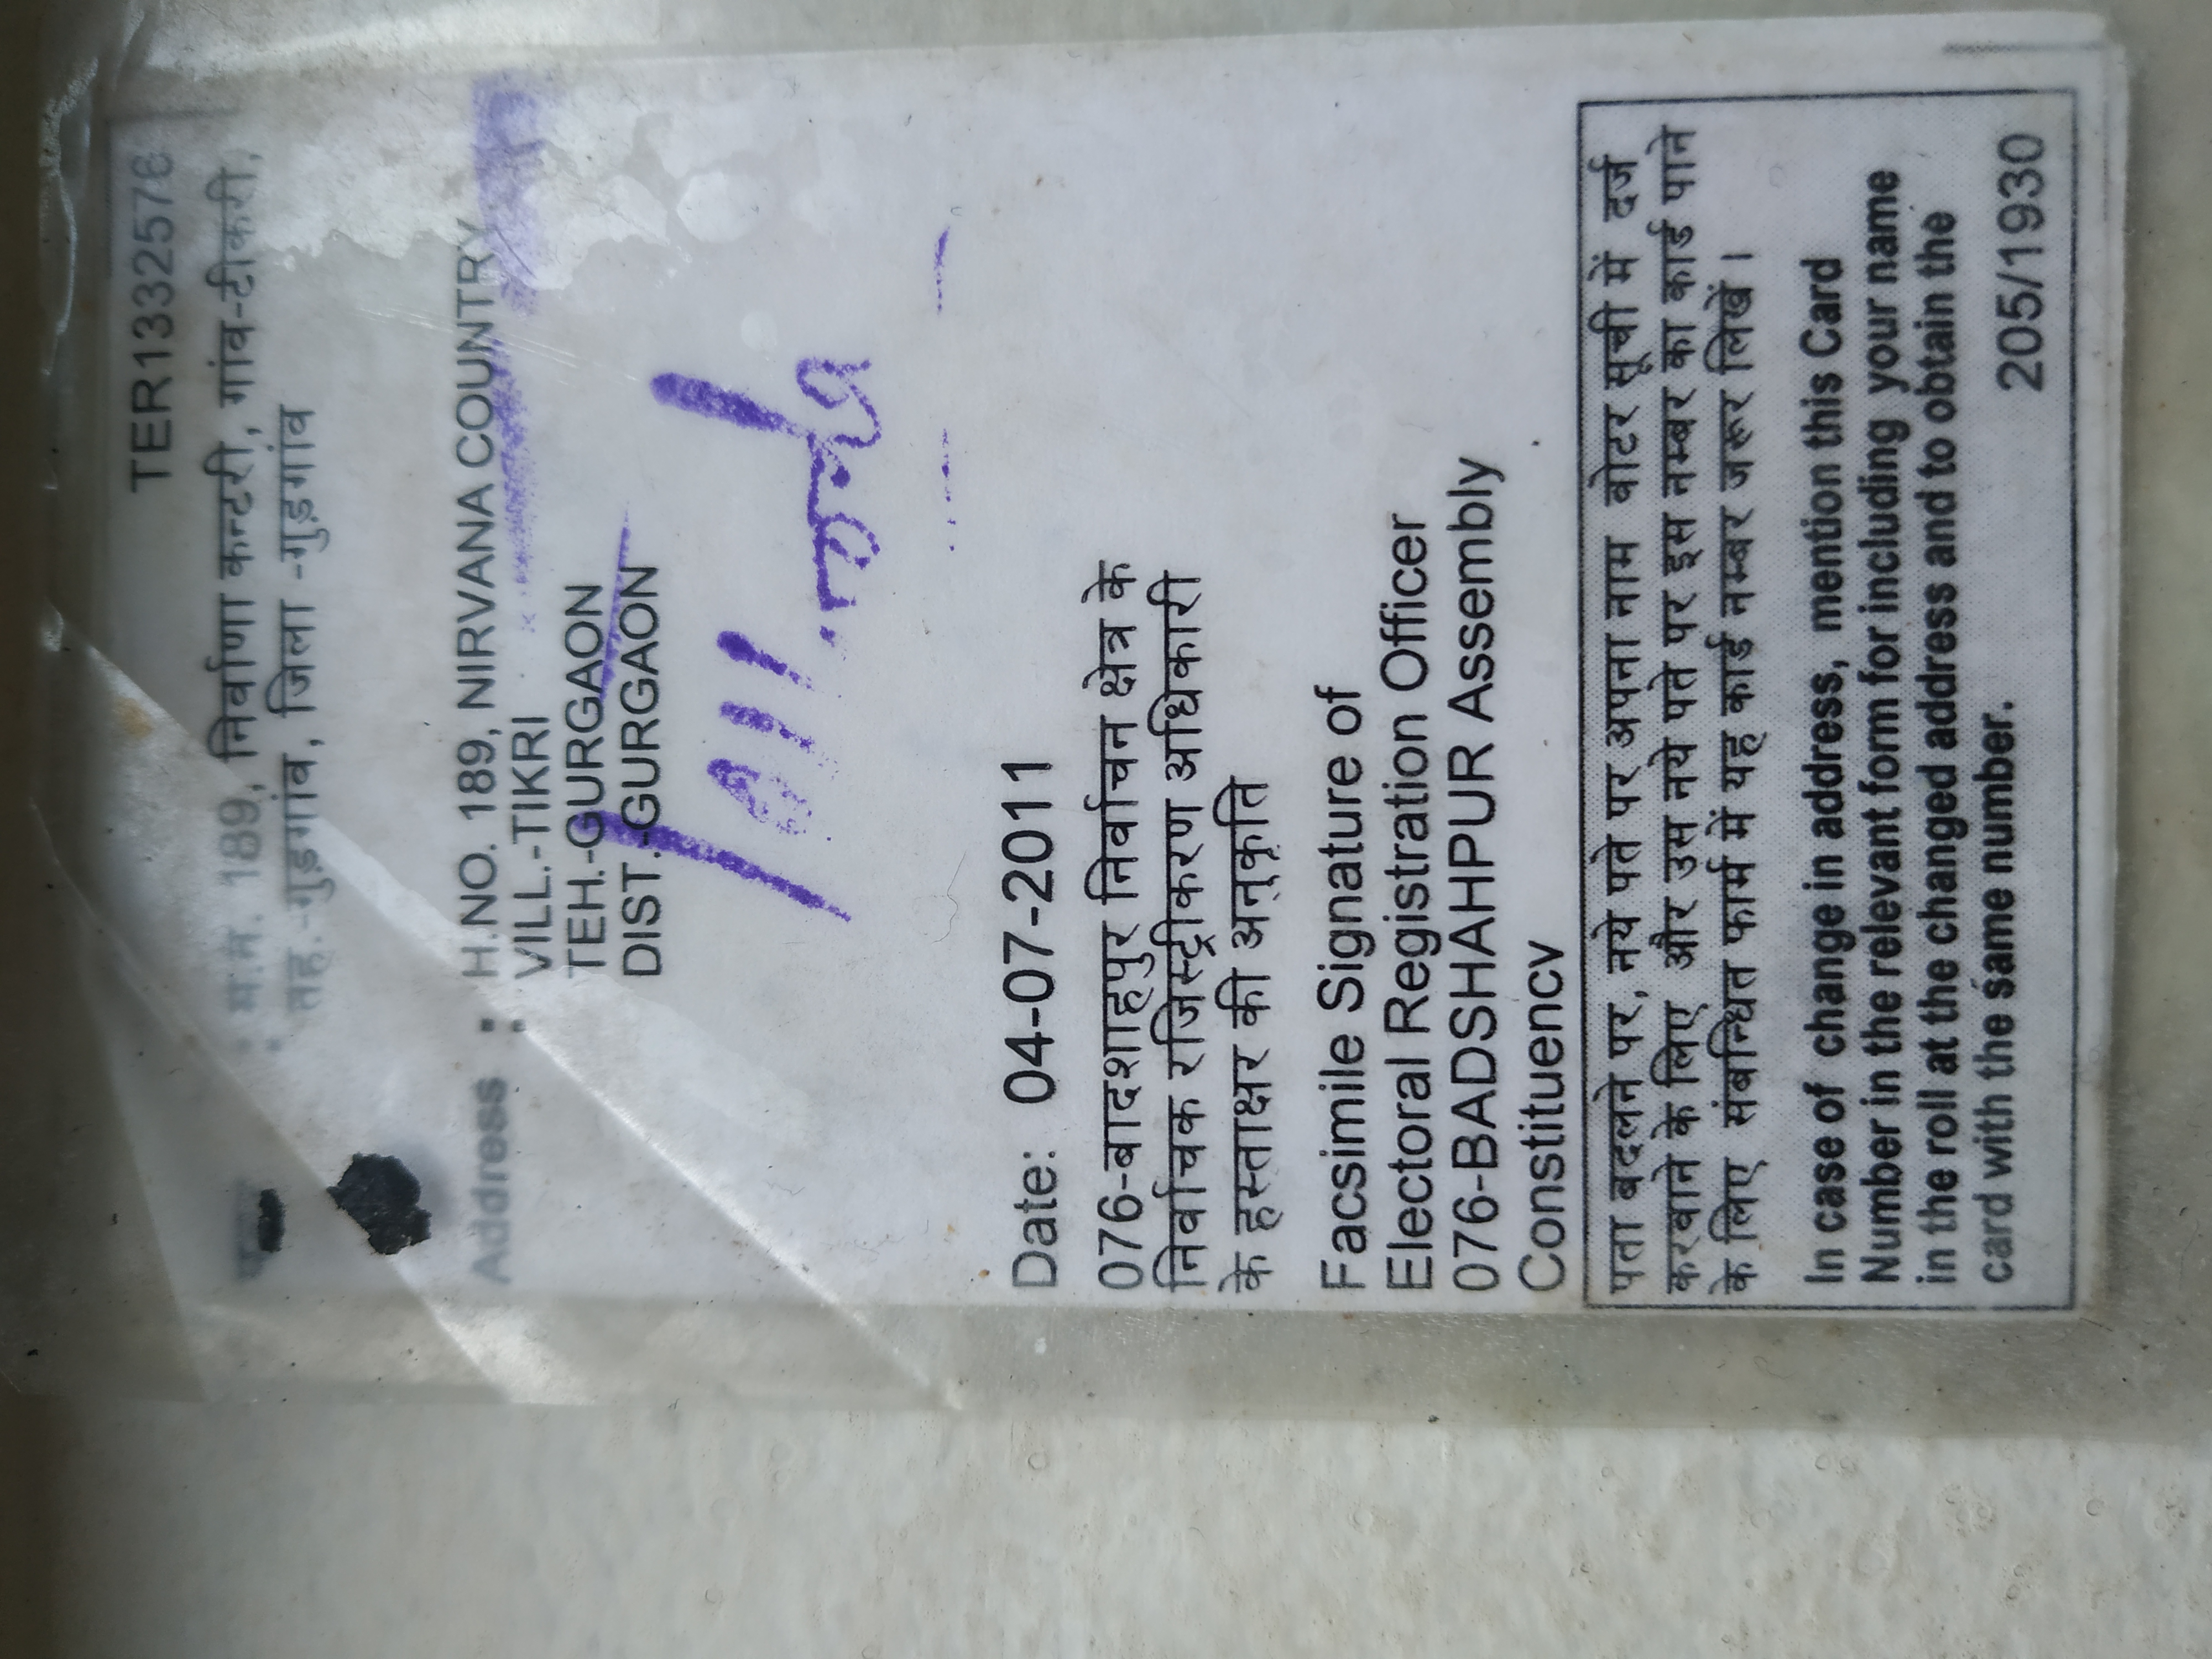 TER1332576
: म.नं. 189, निर्वाणा कन्टरी, गांव-टीकरी,
तह.-गुड़गांव, जिला -गुड़गांव
Address : H.NO. 189, NIRVANA COUNTRY
: VILL.-TIKRI
TEH.-GURGAON
DIST.-GURGAON
Date: 04-07-2011
076-बादशाहपुर निर्वाचन क्षेत्र के
निर्वाचक रजिस्ट्रीकरण अधिकारी
के हस्ताक्षर की अनुकृति
Facsimile Signature of
Electoral Registration Officer
076-BADSHAHPUR Assembly
Constituency
पता बदलने पर, नये पते पर अपना नाम वोटर सूची में दर्ज
करवाने के लिए और उस नये पते पर इस नम्बर का कार्ड पाने
के लिए संबन्धित फार्म में यह कार्ड नम्बर जरूर लिखें।
In case of change in address, mention this Card
Number in the relevant form for including your name
in the roll at the changed address and to obtain the
card with the same number.
205/1930